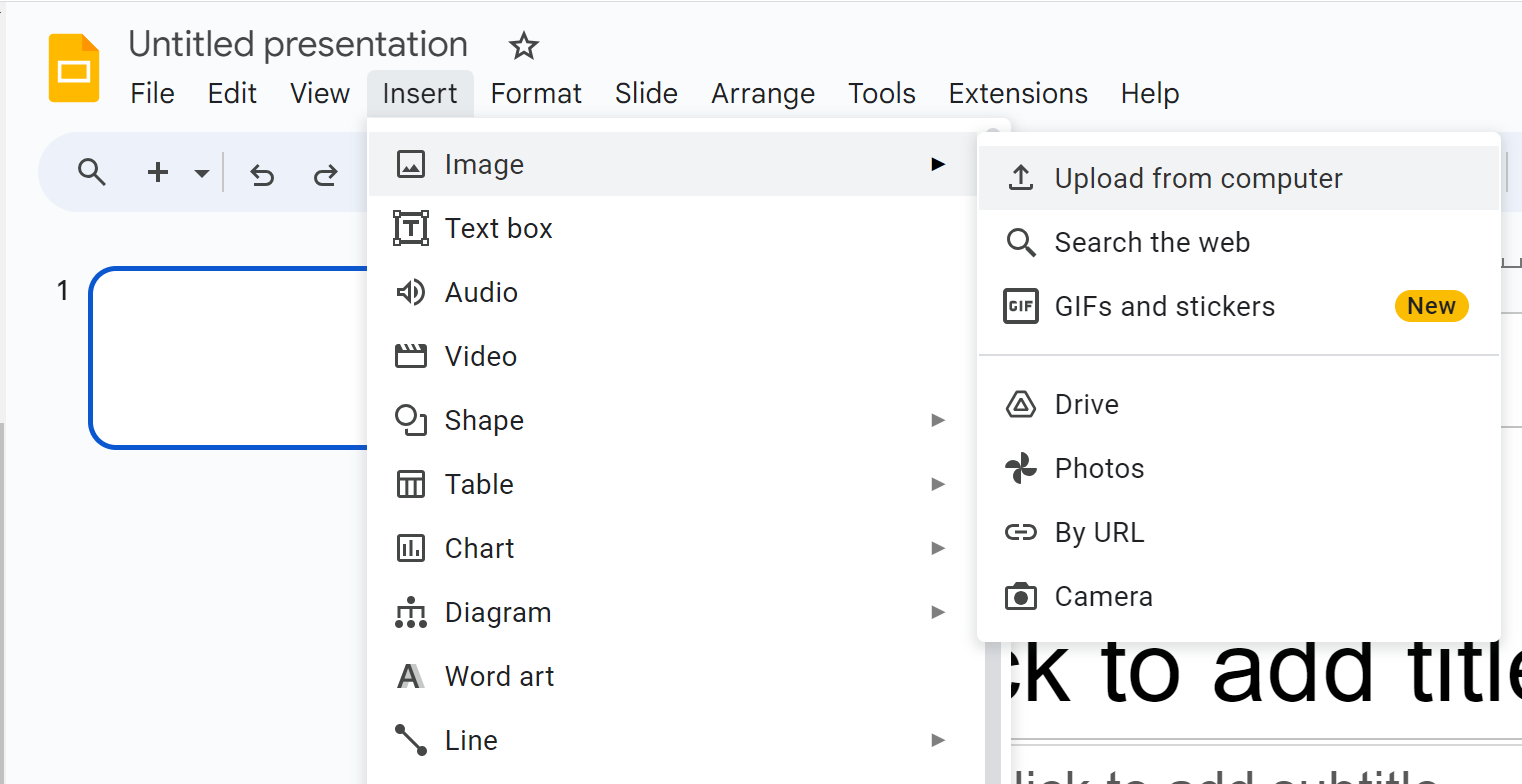 Untitled presentation
File Edit View Insert Format Slide Arrange Tools Extensions Help
Image
Text box
Audio
Video
Shape
Table
Chart
Diagram
Word art
Line
Upload from computer
Search the web
GIF GIFs and stickers New
Drive
Photos
By URL
Camera
1
ck to add title
lick to add subtitle